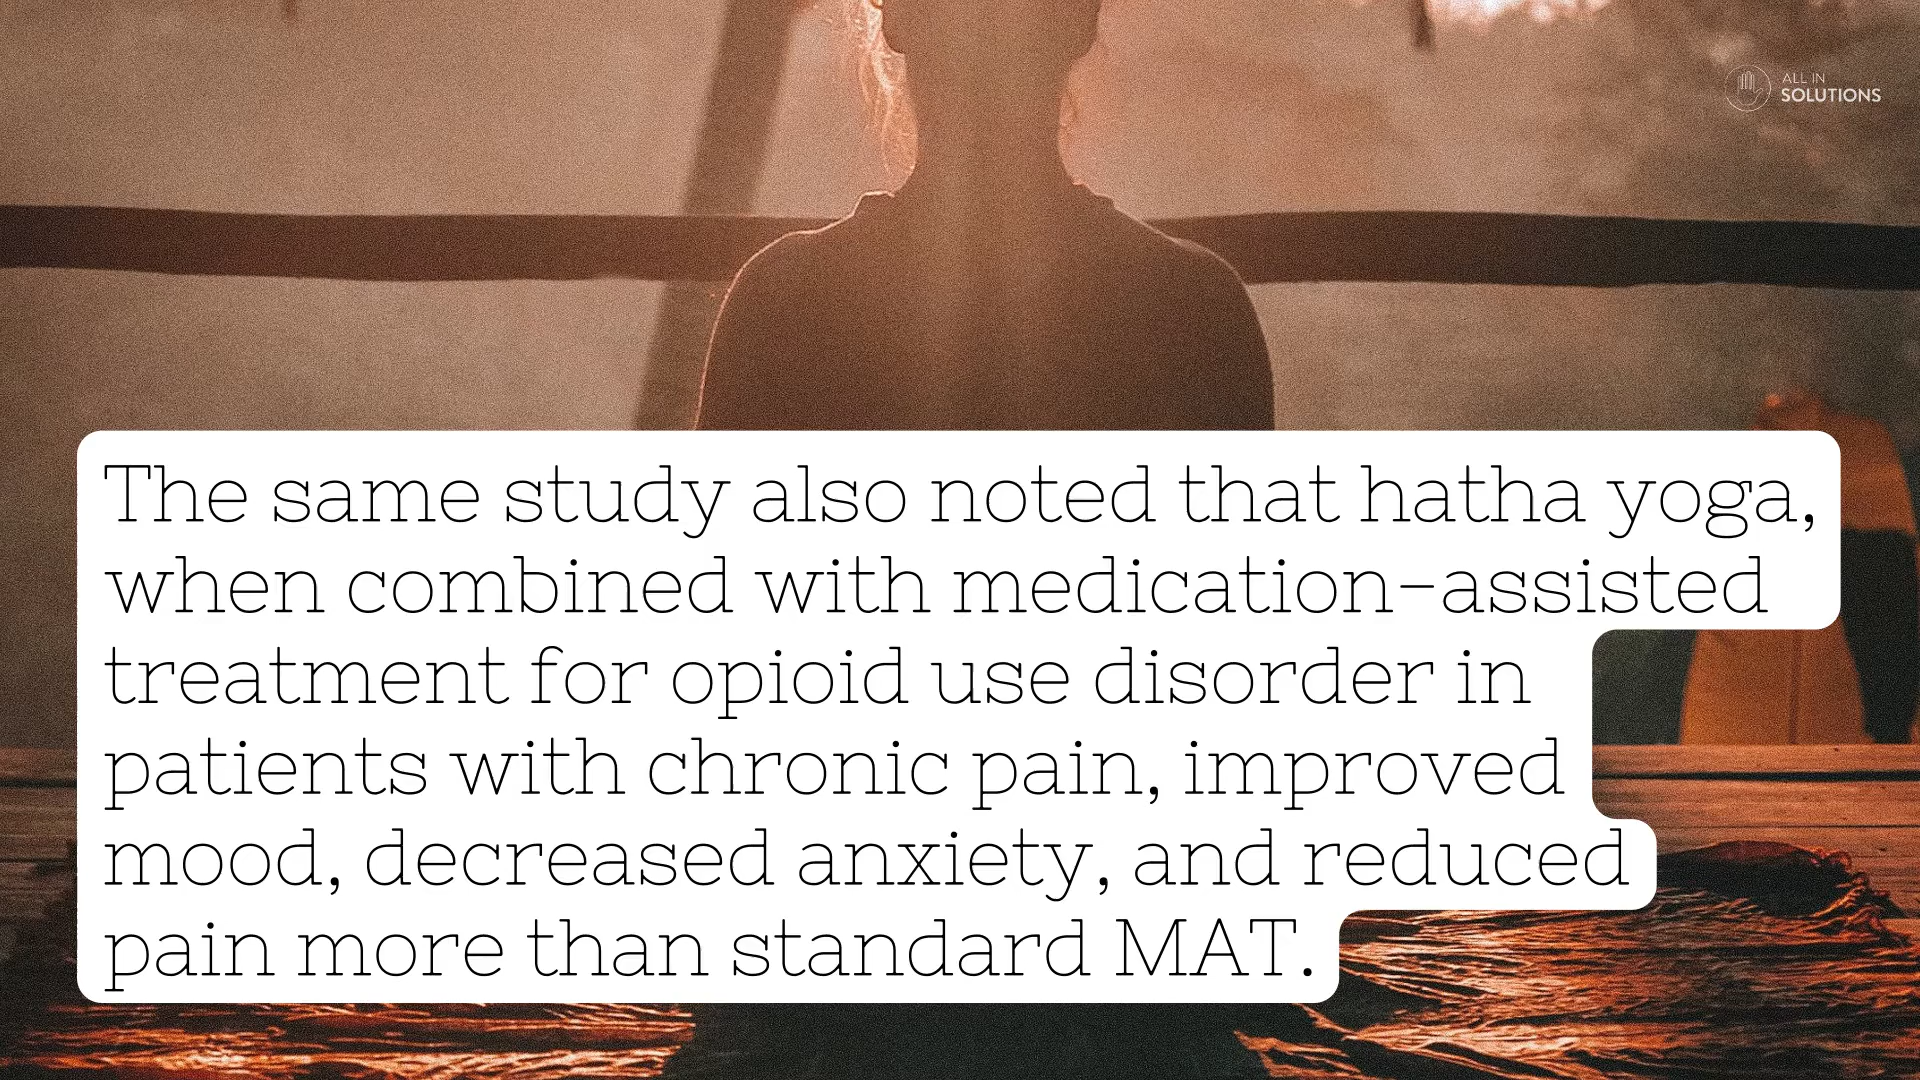 ALL IN
SOLUTIONS
The same study also noted that hatha yoga,
when combined with medication-assisted
treatment for opioid use disorder in
patients with chronic pain, improved
mood, decreased anxiety, and reduced
pain more than standard MAT.